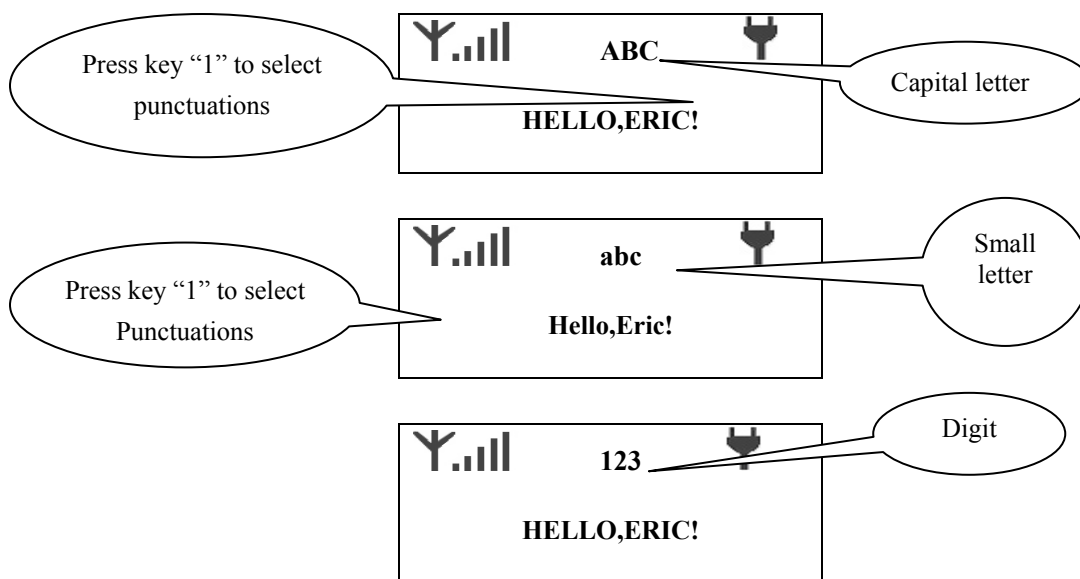 Press key “1” to select
punctuations
ABC
Capital letter
HELLO,ERIC!
Press key “1” to select
Punctuations
abc
Small
letter
Hello,Eric!
123
Digit
HELLO,ERIC!